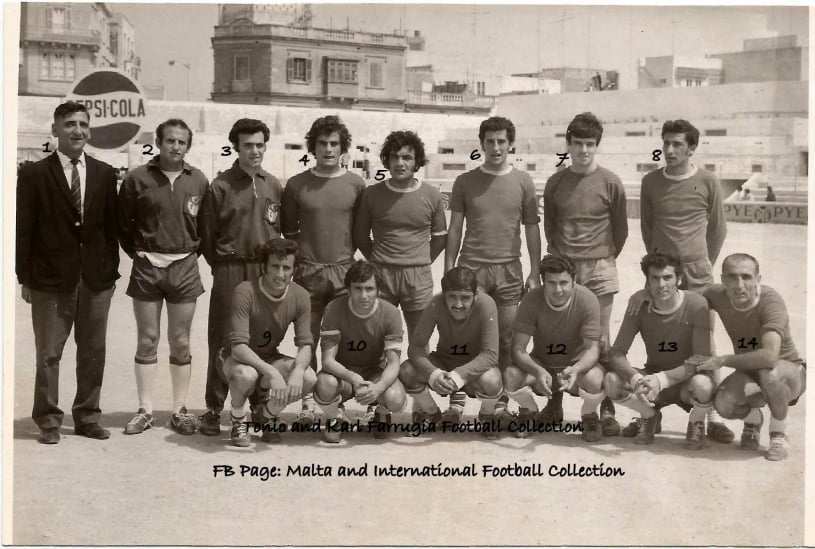 PEPSI-COLA
1 2 3 4 5 6 7 8
PYE PYE
9 10 11 12 13 14
Tonio and Karl Farrugia Football Collection
FB Page: Malta and International Football Collection